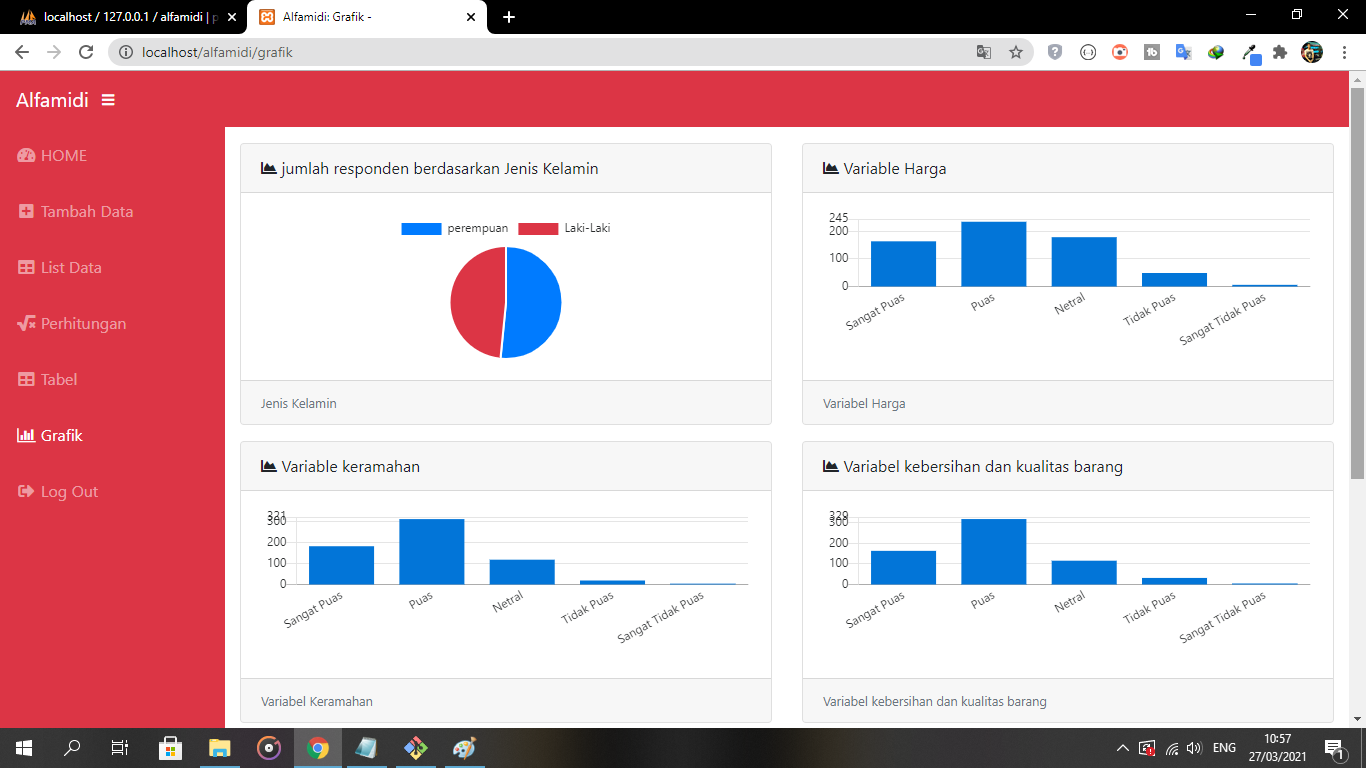 localhost / 127.0.0.1 / alfamidi | p
Alfamidi: Grafik -
localhost/alfamidi/grafik
Alfamidi
HOME
Tambah Data
List Data
Perhitungan
Tabel
Grafik
Log Out
jumlah responden berdasarkan Jenis Kelamin
perempuan
Laki-Laki
Jenis Kelamin
Variable Harga
245
200
100
0
Sangat Puas
Puas
Netral
Tidak Puas
Sangat Tidak Puas
Variabel Harga
Variable keramahan
321
300
200
100
0
Sangat Puas
Puas
Netral
Tidak Puas
Sangat Tidak Puas
Variabel Keramahan
Variabel kebersihan dan kualitas barang
329
300
200
100
0
Sangat Puas
Puas
Netral
Tidak Puas
Sangat Tidak Puas
Variabel kebersihan dan kualitas barang
ENG
10:57
27/03/2021
1